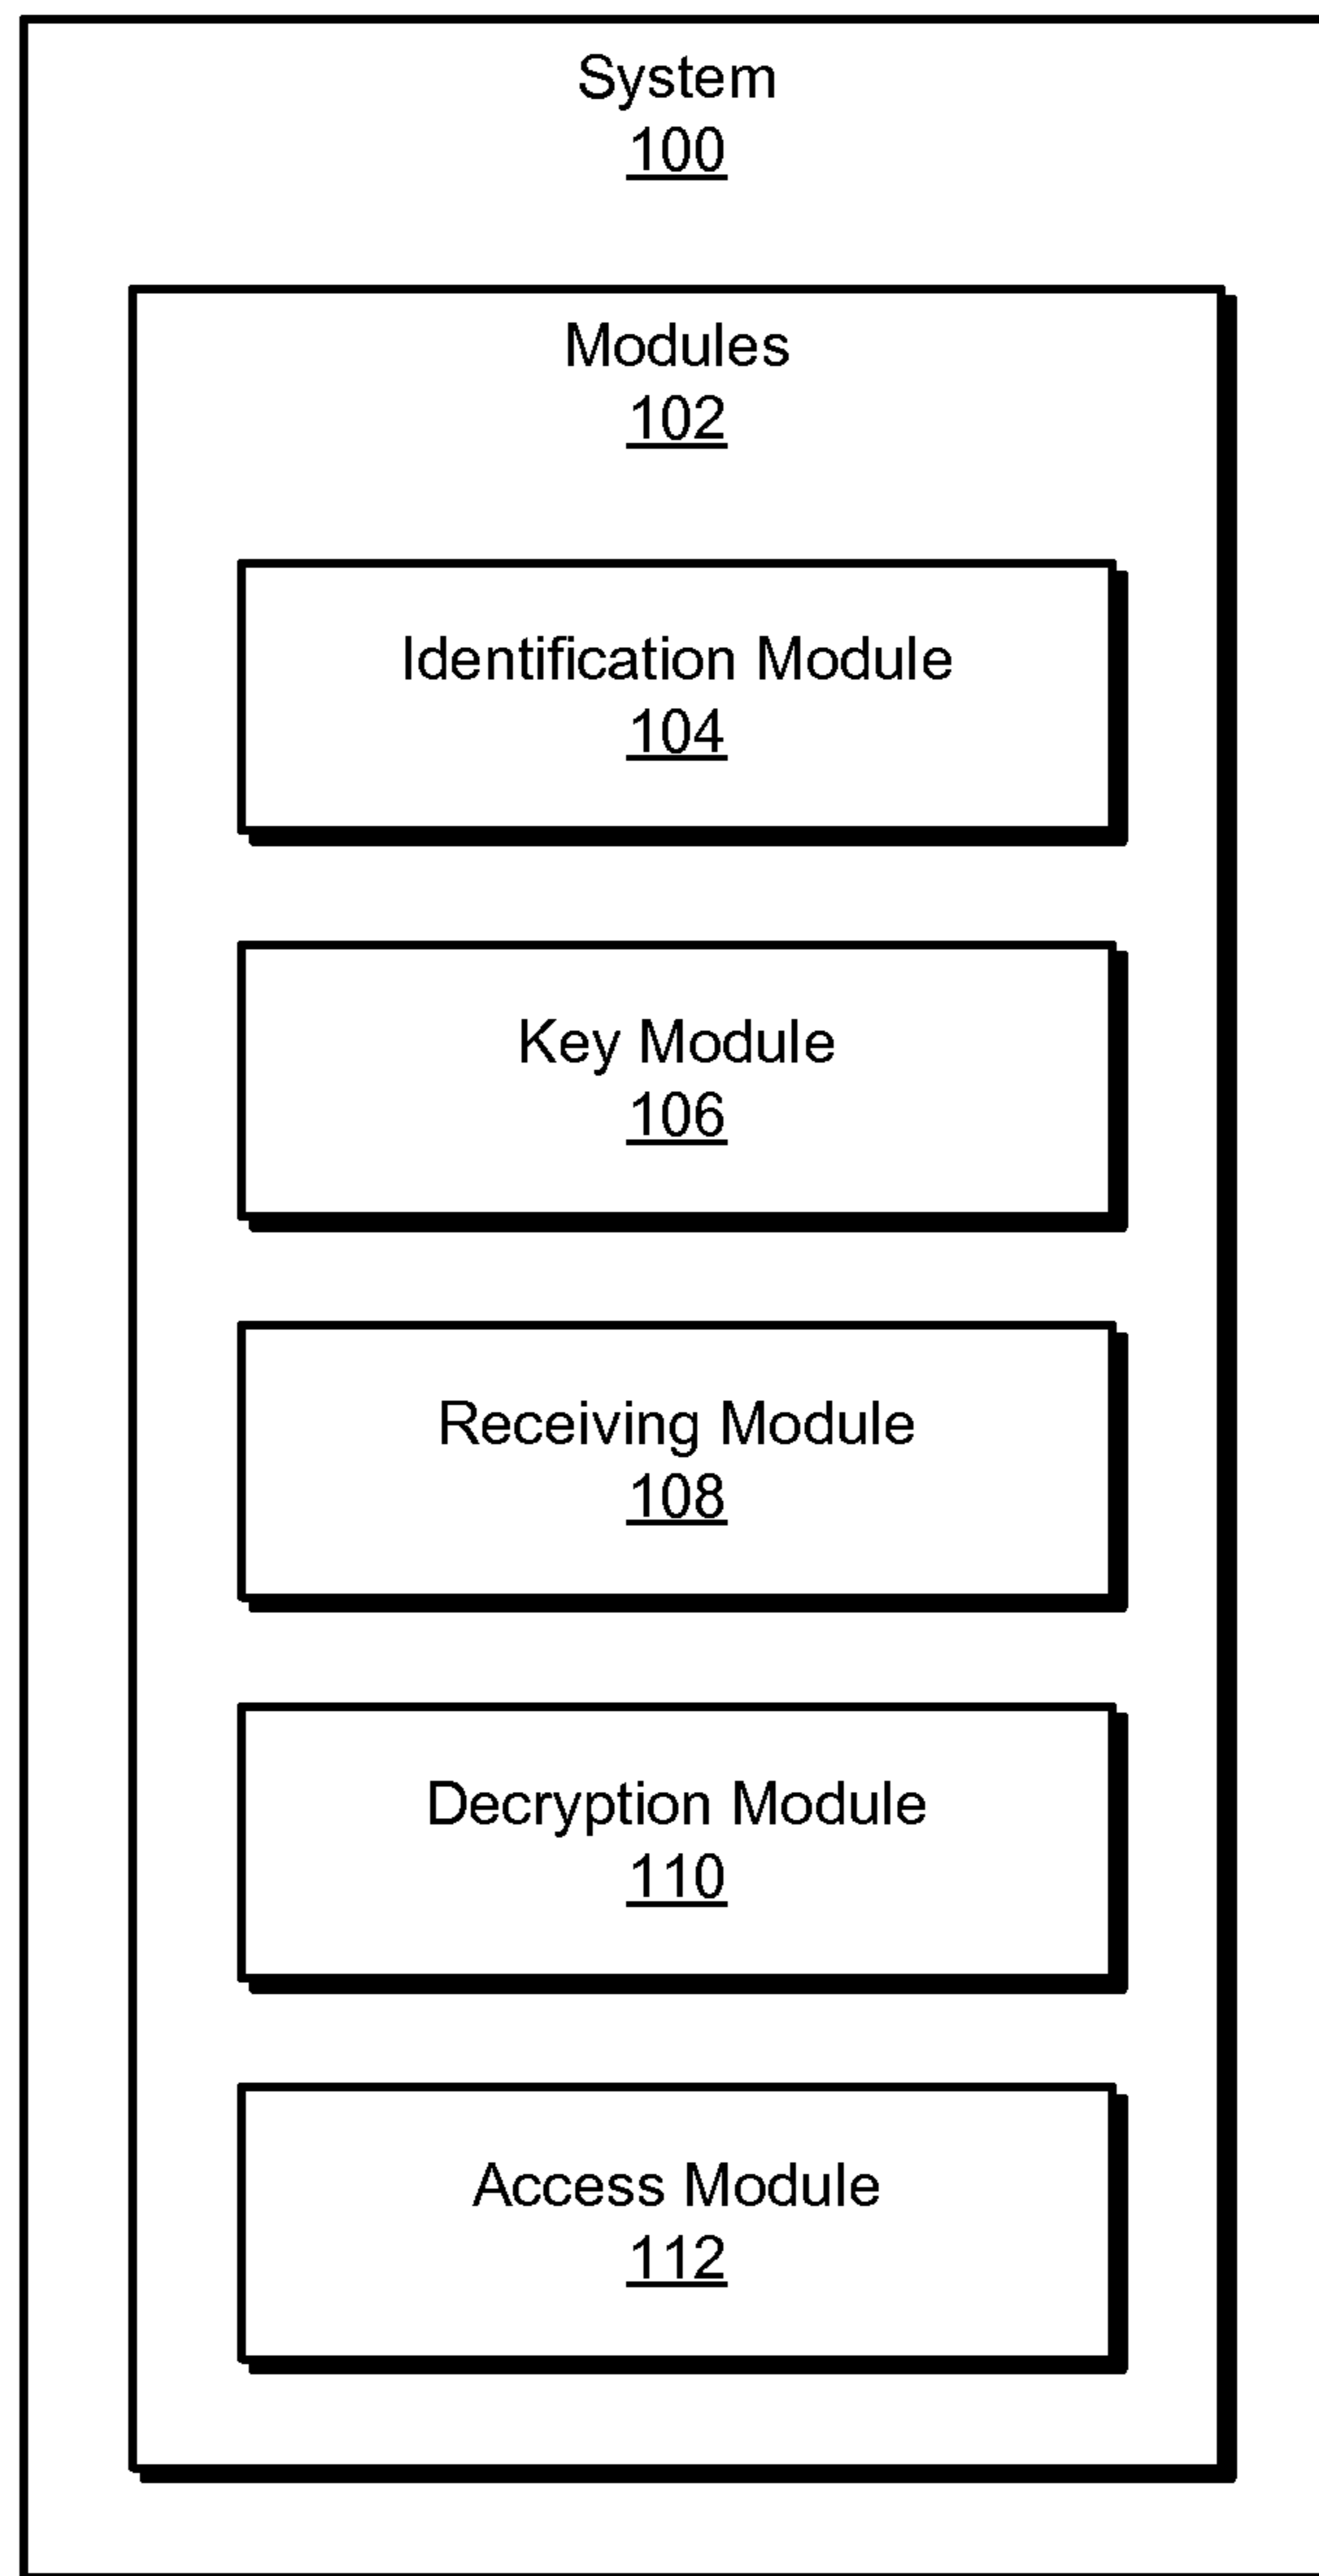 System
100
Modules
102
Identification Module
104
Key Module
106
Receiving Module
108
Decryption Module
110
Access Module
112